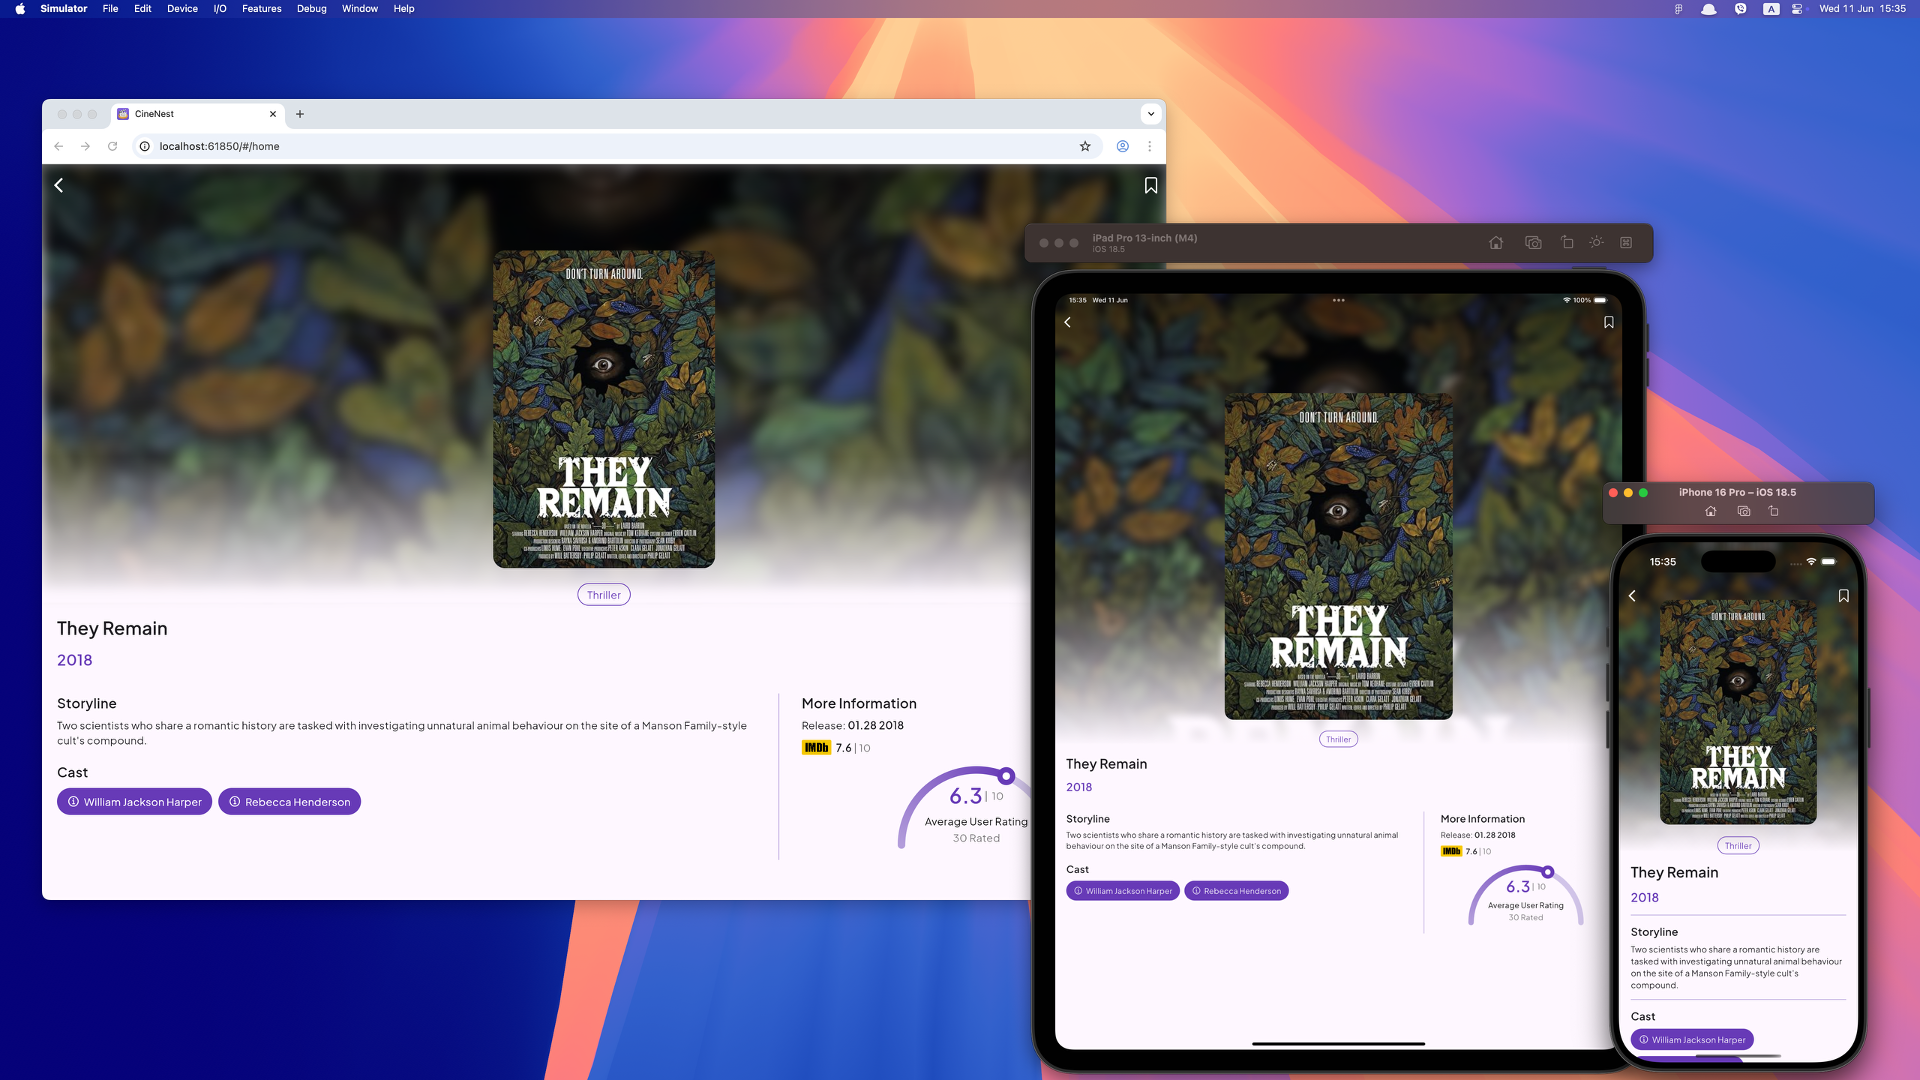 Simulator File Edit Device I/O Features Debug Window Help
A Wed 11 Jun 15:35
CineNest
localhost:61850/#/home
DON'T TURN AROUND.
THEY
REMAIN
Thriller
They Remain
2018
Storyline
Two scientists who share a romantic history are tasked with investigating unnatural animal behaviour on the site of a Manson Family-style
cult's compound.
Cast
William Jackson Harper Rebecca Henderson
More Information
Release: 01.28 2018
IMDb 7.6 | 10
6.3 | 10
Average User Rating
30 Rated
iPad Pro 13-inch (M4)
iOS 18.5
15:35 Wed 11 Jun 100%
DON'T TURN AROUND.
THEY
REMAIN
Thriller
They Remain
2018
Storyline
Two scientists who share a romantic history are tasked with investigating unnatural animal
behaviour on the site of a Manson Family-style cult's compound.
Cast
William Jackson Harper Rebecca Henderson
More Information
Release: 01.28 2018
IMDb 7.6 | 10
6.3 | 10
Average User Rating
30 Rated
iPhone 16 Pro – iOS 18.5
15:35
DON'T TURN AROUND.
THEY
REMAIN
Thriller
They Remain
2018
Storyline
Two scientists who share a romantic history are
tasked with investigating unnatural animal behaviour
on the site of a Manson Family-style cult's
compound.
Cast
William Jackson Harper